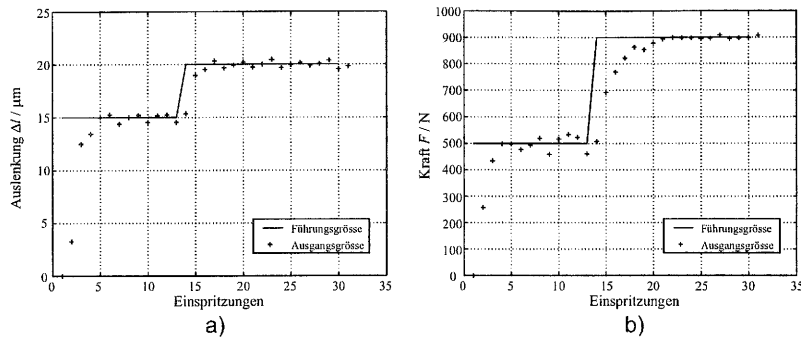 25
20
15
10
5
0
0 5 10 15 20 25 30 35
Auslenkung Δl / µm
Einspritzungen
Führungsgrösse
Ausgangsgrösse
a)
1000
900
800
700
600
500
400
300
200
100
0
0 5 10 15 20 25 30 35
Kraft F / N
Einspritzungen
Führungsgrösse
Ausgangsgrösse
b)